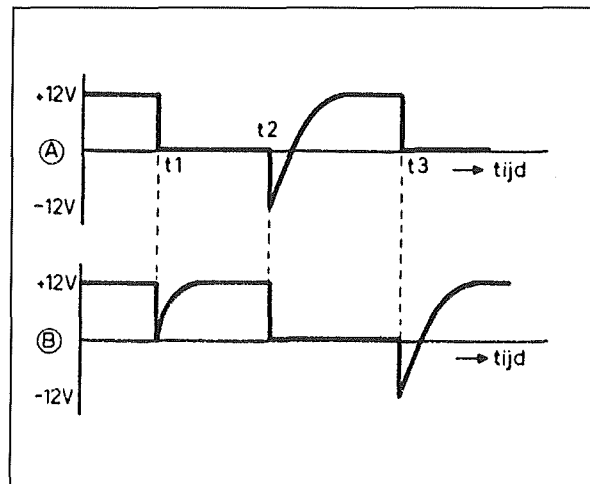 +12V
t2
Ⓐ
t1
t3
→ tijd
-12V
+12V
Ⓑ
→ tijd
-12V